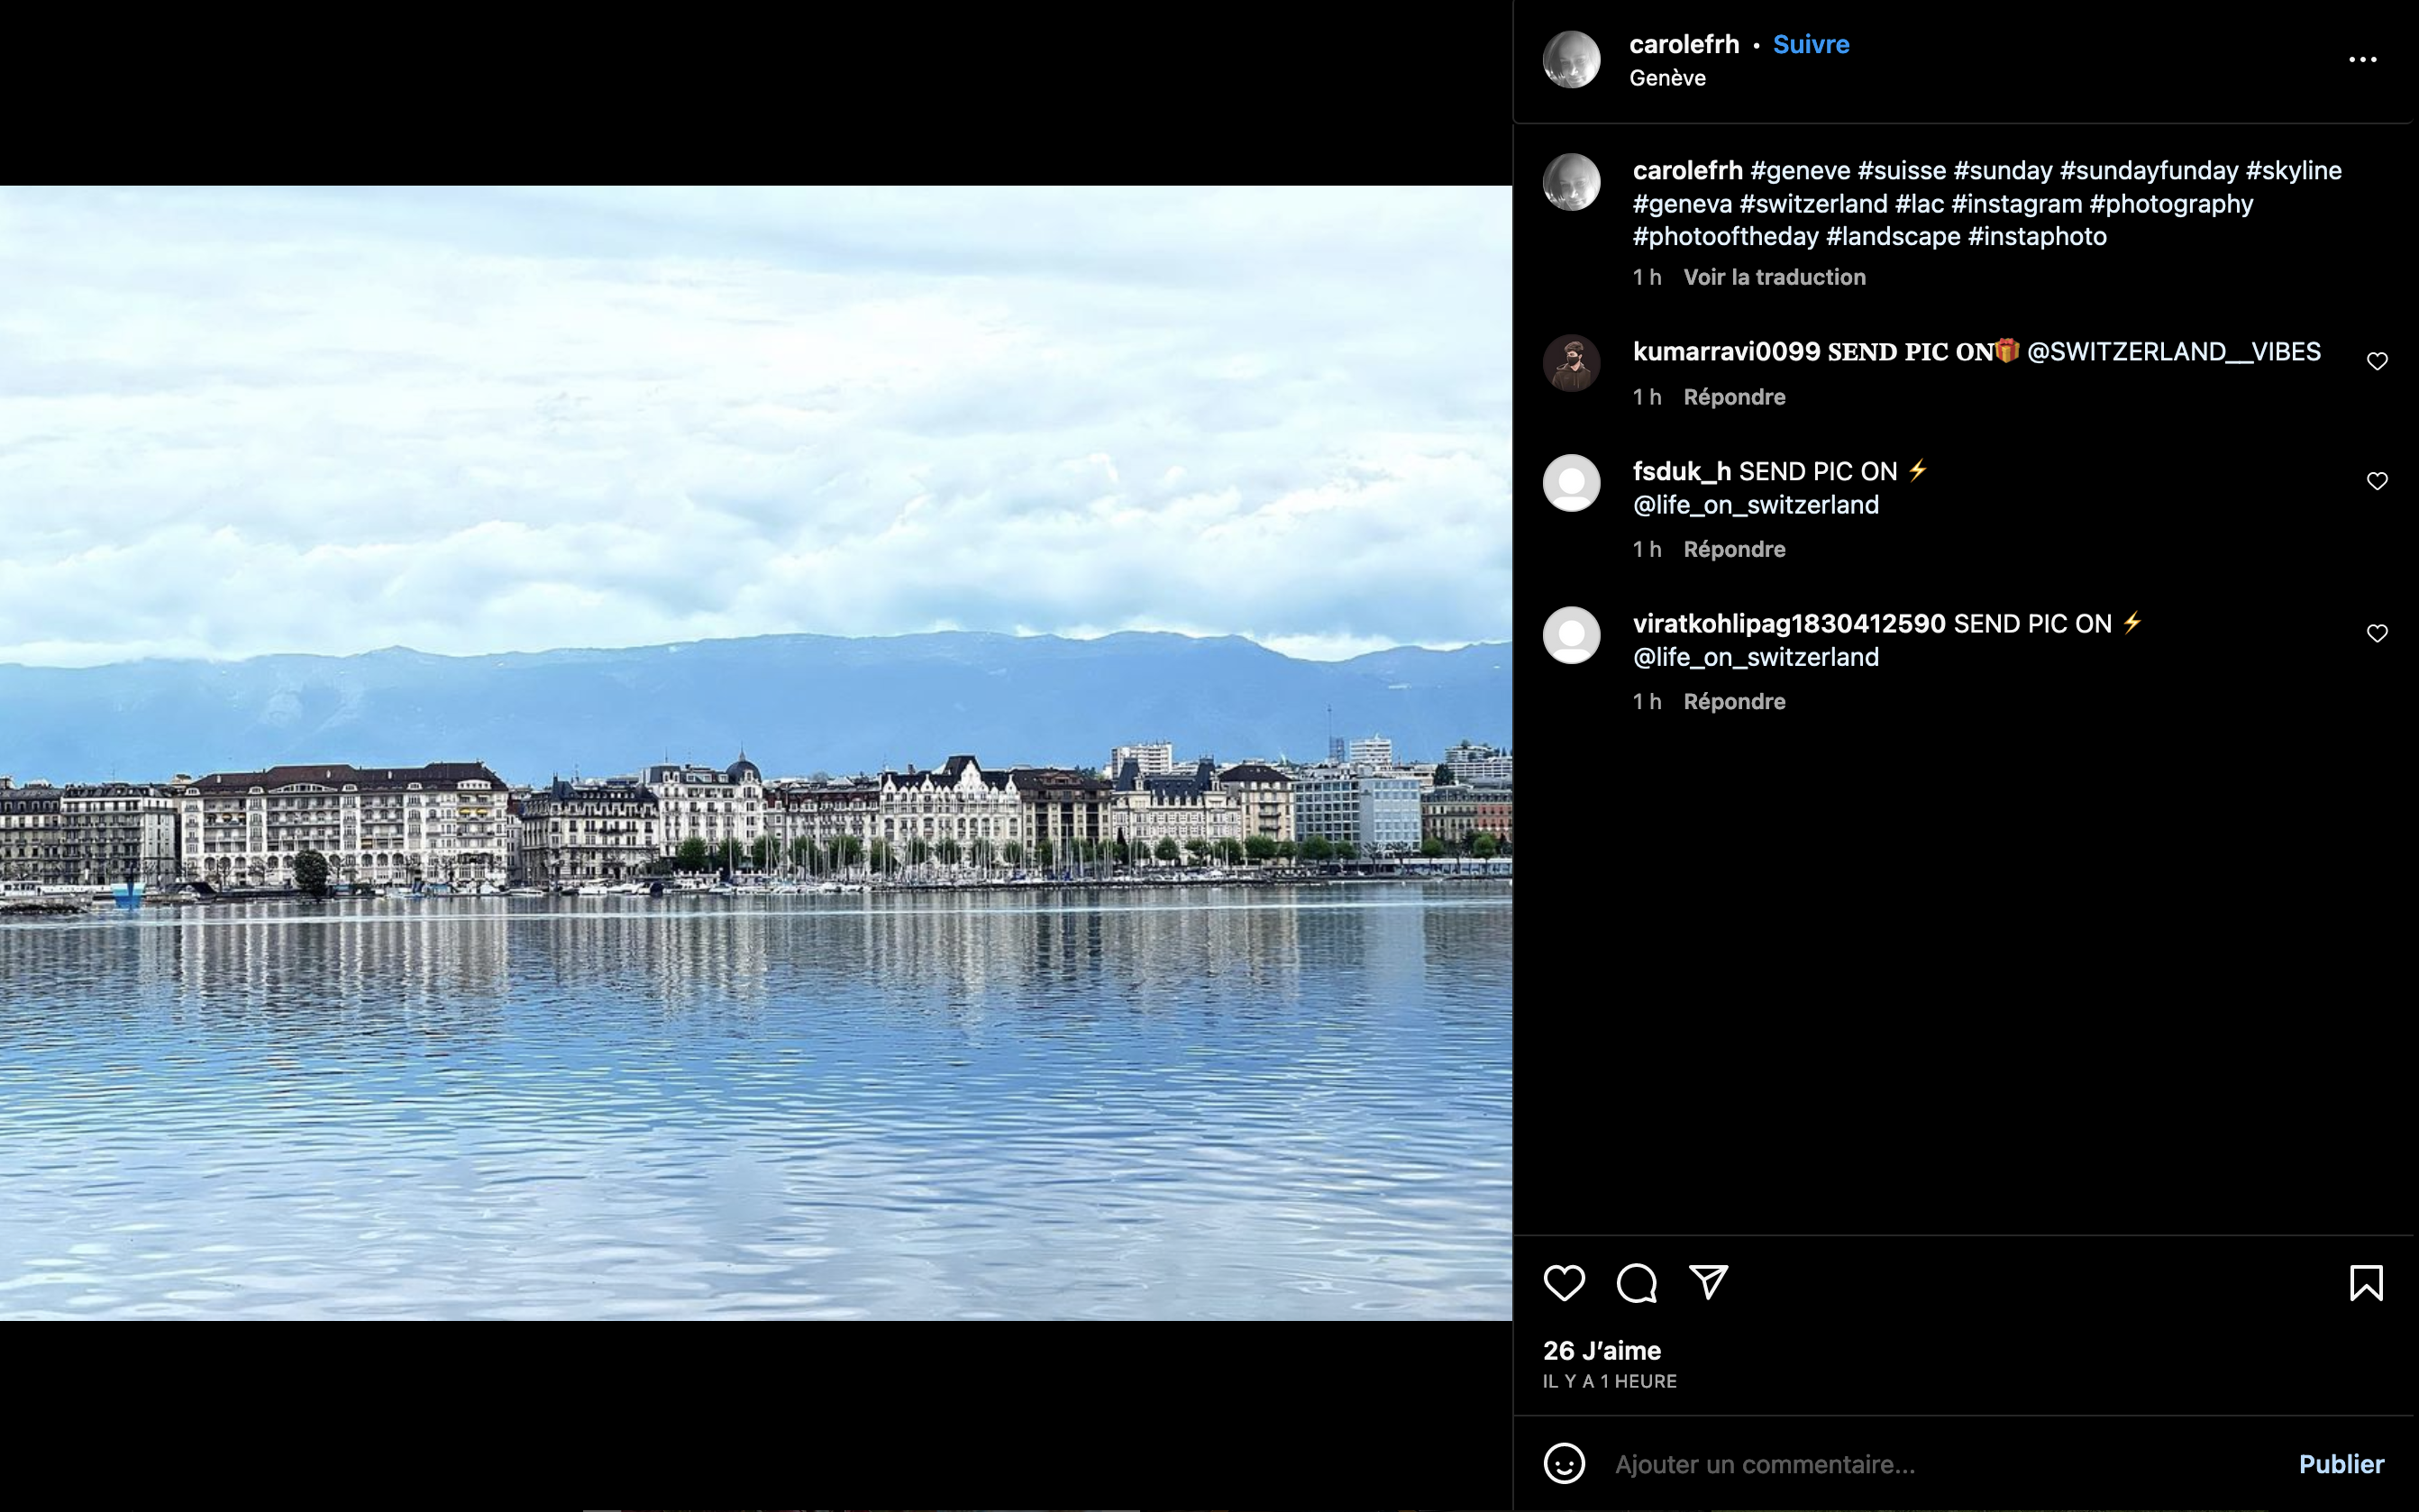 carolefrh • Suivre
Genève
carolefrh #geneve #suisse #sunday #sundayfunday #skyline
#geneva #switzerland #lac #instagram #photography
#photooftheday #landscape #instaphoto
1 h Voir la traduction
kumarravi0099 𝐒𝐄𝐍𝐃 𝐏𝐈𝐂 𝐎𝐍🎁 @SWITZERLAND__VIBES
1 h Répondre
fsduk_h SEND PIC ON ⚡
@life_on_switzerland
1 h Répondre
viratkohlipag1830412590 SEND PIC ON ⚡
@life_on_switzerland
1 h Répondre
26 J’aime
IL Y A 1 HEURE
Ajouter un commentaire...
Publier